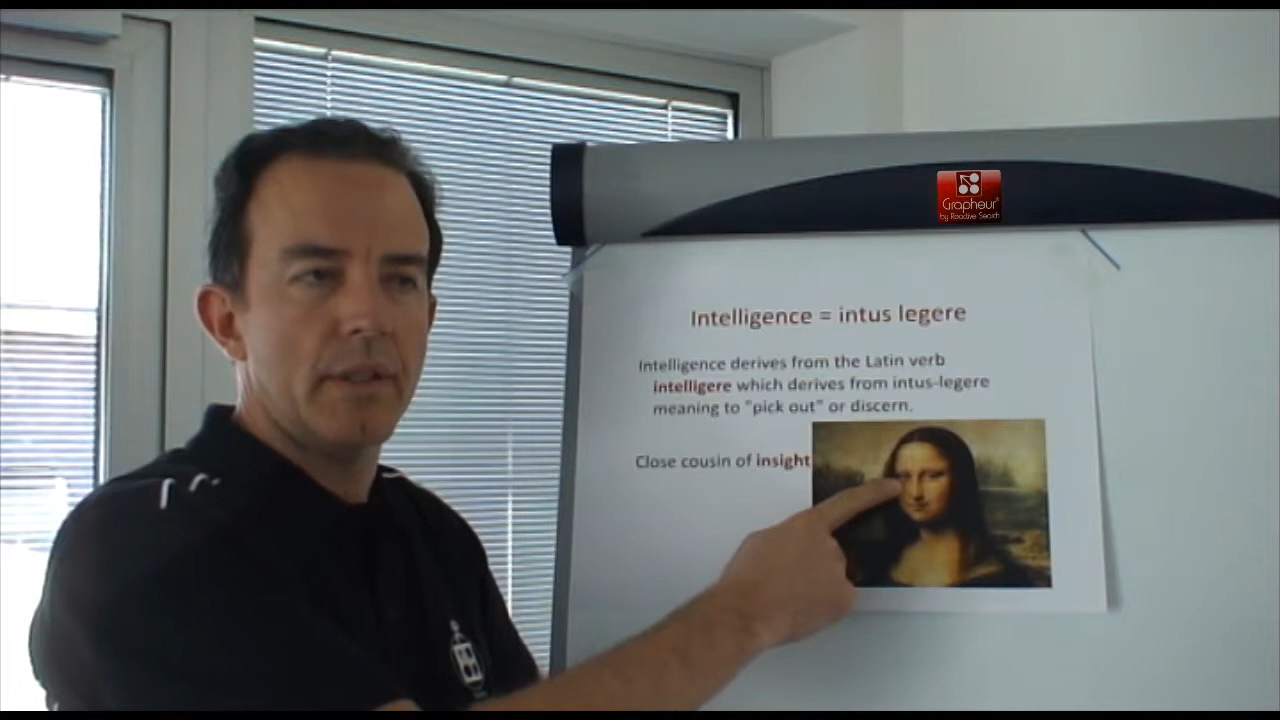 Grapheur
by Reactive Search
Intelligence = intus legere
Intelligence derives from the Latin verb
intelligere which derives from intus-legere
meaning to "pick out" or discern.
Close cousin of insight